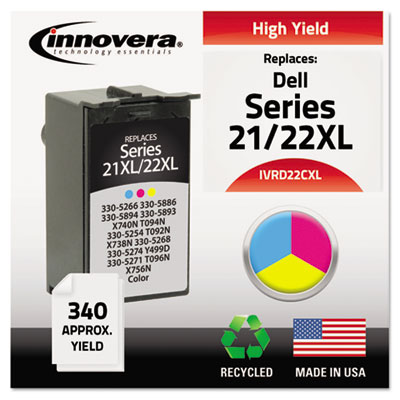 innovera®
technology essentials
High Yield
Replaces:
Dell
Series
21/22XL
IVRD22CXL
REPLACES
Series
21XL/22XL
330-5266 330-5886
330-5894 330-5893
X740N T094N
330-5254 T092N
X738N 330-5268
330-5274 Y499D
330-5271 T096N
X756N
Color
340
APPROX.
YIELD
RECYCLED
MADE IN USA